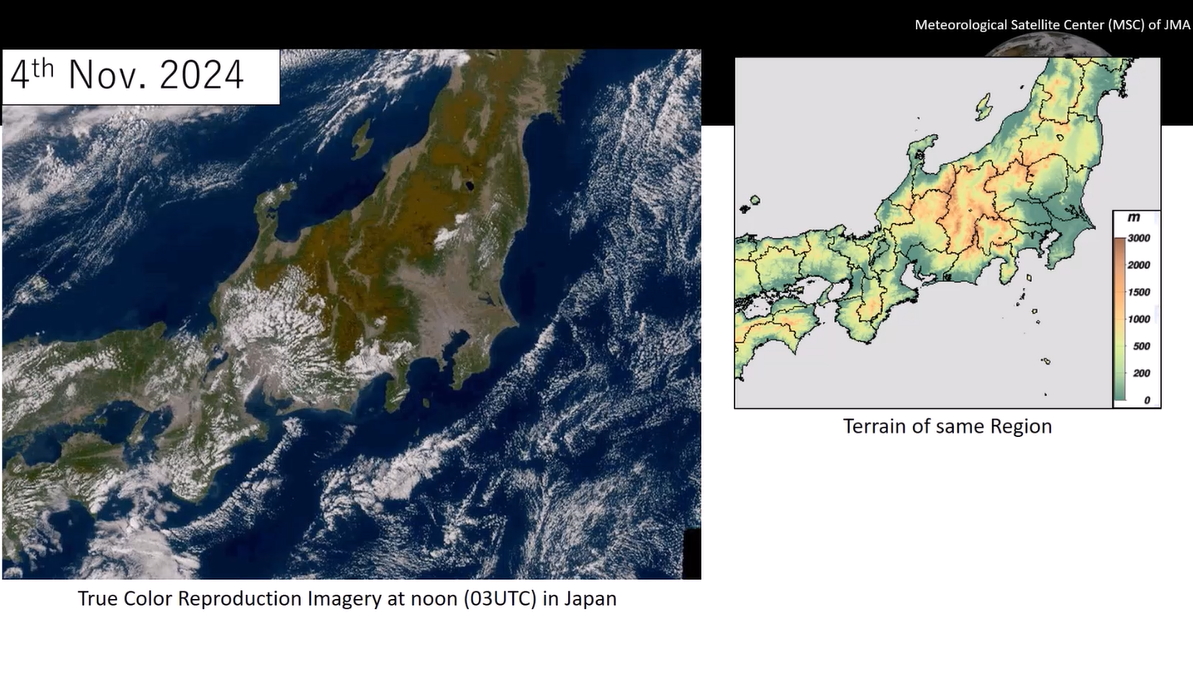 Meteorological Satellite Center (MSC) of JMA
4th Nov. 2024
m
3000
2000
1500
1000
500
200
0
Terrain of same Region
True Color Reproduction Imagery at noon (03UTC) in Japan